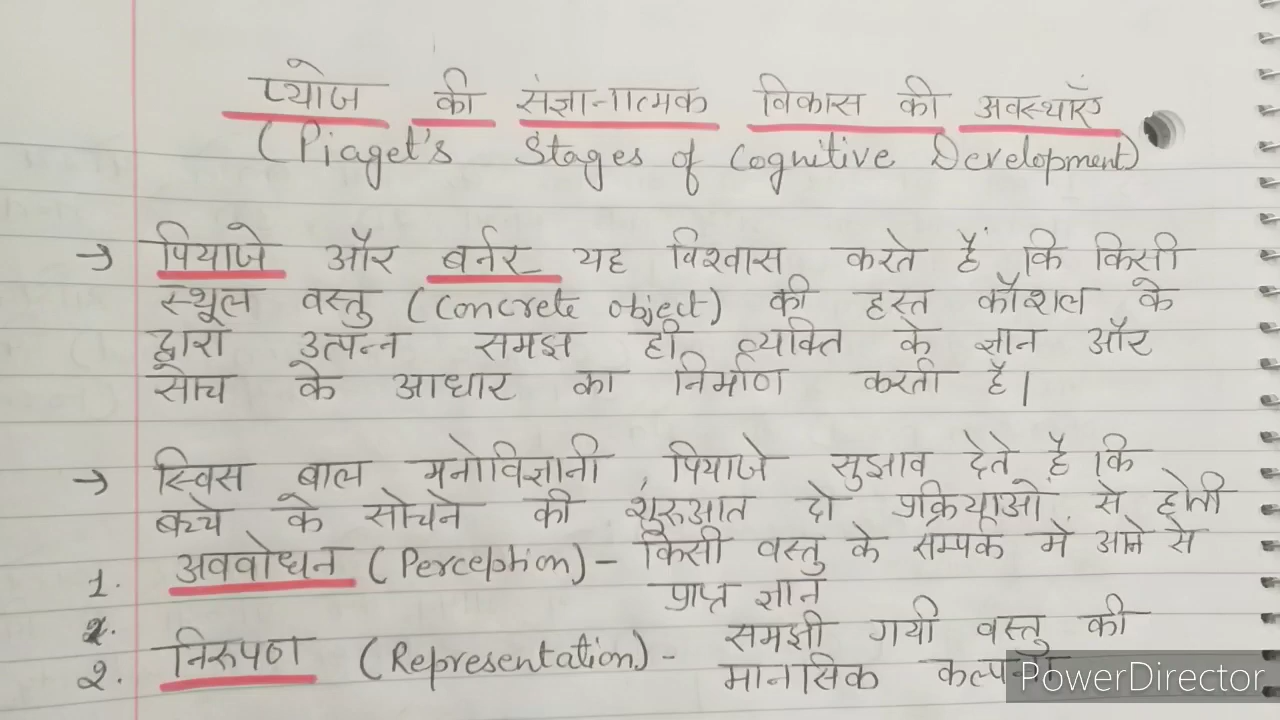 प्योज की संज्ञानात्मक विकास की अवस्थाएँ
(Piaget's Stages of Cognitive Development)
→ पियाजे और बर्नर यह विश्वास करते हैं कि किसी
स्थूल वस्तु (Concrete object) की हस्त कौशल के
द्वारा उत्पन्न समझ ही व्यक्ति के ज्ञान और
सोच के आधार का निर्माण करती है।
→ स्विस बाल मनोविज्ञानी, पियाजे सुझाव देते है कि
बच्चे के सोचने की शुरुआत दो प्रक्रियाओं से होती
1. अवबोधन (Perception) - किसी वस्तु के सम्पर्क में आने से
प्राप्त ज्ञान
2. निरुपण (Representation) - समझी गयी वस्तु की
मानसिक
PowerDirector